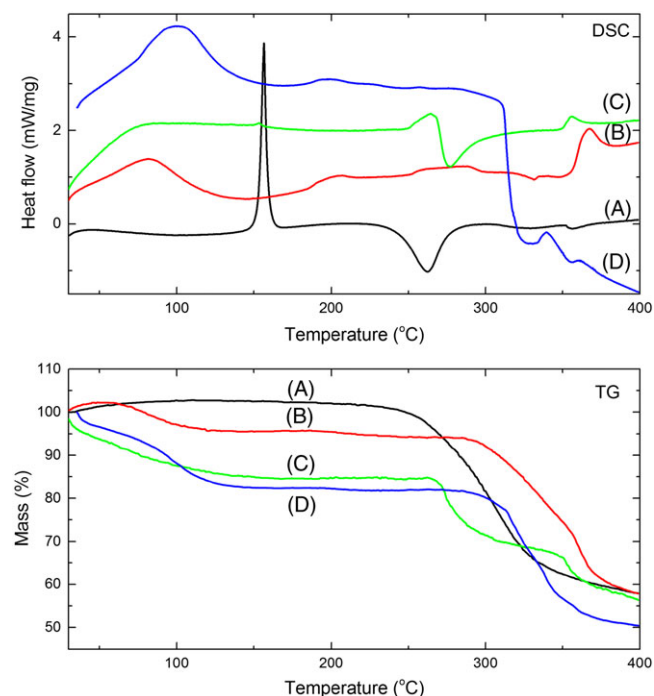 DSC
4
2
0
Heat flow (mW/mg)
(C)
(B)
(A)
(D)
100
200
300
400
Temperature (°C)
TG
110
100
90
80
70
60
50
Mass (%)
(A)
(B)
(C)
(D)
100
200
300
400
Temperature (°C)